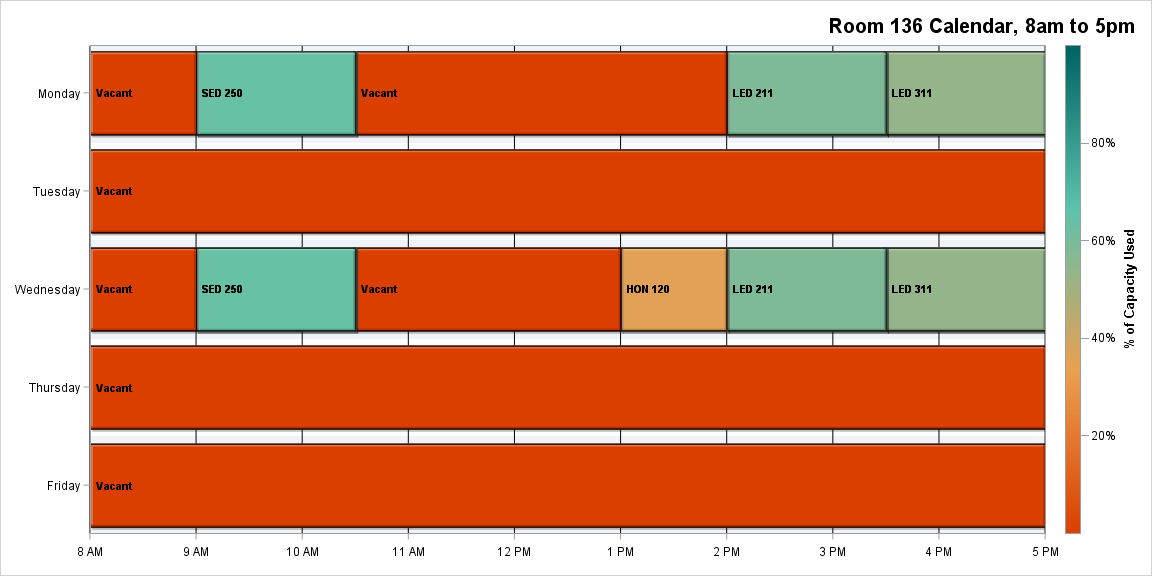 Room 136 Calendar, 8am to 5pm
Monday
Vacant
SED 250
Vacant
LED 211
LED 311
Tuesday
Vacant
Wednesday
Vacant
SED 250
Vacant
HON 120
LED 211
LED 311
Thursday
Vacant
Friday
Vacant
8 AM
9 AM
10 AM
11 AM
12 PM
1 PM
2 PM
3 PM
4 PM
5 PM
80%
60%
40%
20%
% of Capacity Used